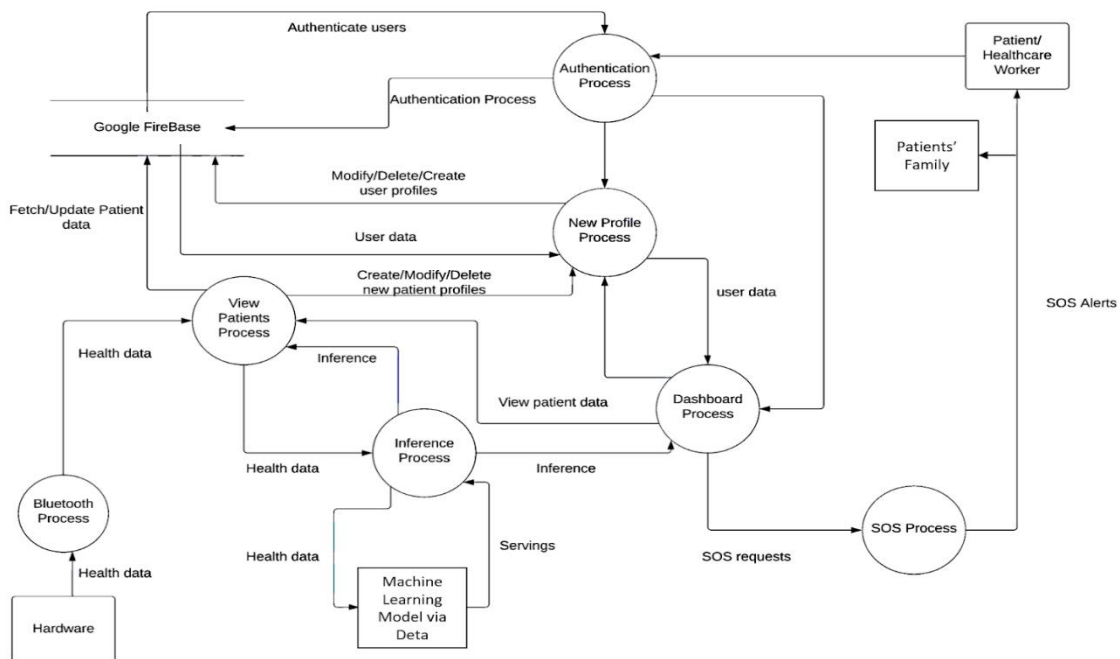 Authenticate users
Patient/
Healthcare
Worker
Authentication
Process
Authentication Process
Google FireBase
Patients’
Family
Modify/Delete/Create
user profiles
Fetch/Update Patient
data
New Profile
Process
User data
Create/Modify/Delete
new patient profiles
user data
View
Patients
Process
SOS Alerts
Health data
Inference
View patient data
Dashboard
Process
Inference
Process
Health data
Inference
Bluetooth
Process
SOS Process
Health data
Servings
SOS requests
Health data
Machine
Learning
Model via
Deta
Hardware